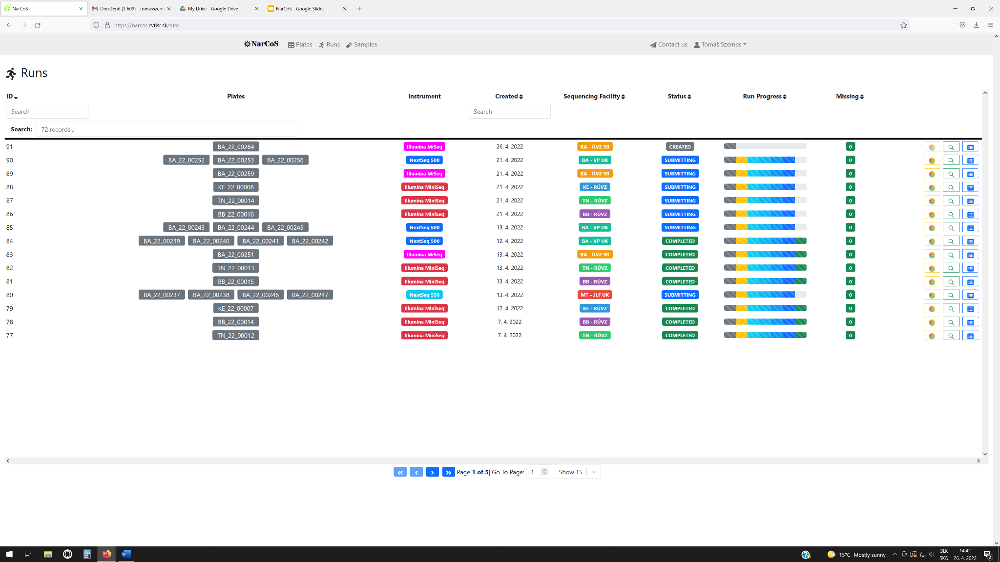 NarCoS
Doručené (3 609) - tomasszeme
My Drive - Google Drive
NarCoS - Google Slides
https://narcos.cvtisr.sk/runs
NarCoS Plates Runs Samples Contact us Tomáš Szemes
Runs
ID Plates Instrument Created Sequencing Facility Status Run Progress Missing
Search Search
Search: 72 records...
91 BA_22_00264 Illumina MiSeq 26. 4. 2022 BA - ÚVZ SR CREATED 0
90 BA_22_00252 BA_22_00253 BA_22_00256 NextSeq 500 21. 4. 2022 BA - VP UK SUBMITTING 0
89 BA_22_00259 Illumina MiSeq 21. 4. 2022 BA - ÚVZ SR SUBMITTING 0
88 KE_22_00008 Illumina MiniSeq 21. 4. 2022 KE - RÚVZ SUBMITTING 0
87 TN_22_00014 Illumina MiniSeq 21. 4. 2022 TN - RÚVZ SUBMITTING 0
86 BB_22_00016 Illumina MiniSeq 21. 4. 2022 BB - RÚVZ SUBMITTING 0
85 BA_22_00243 BA_22_00244 BA_22_00245 NextSeq 500 13. 4. 2022 BA - VP UK SUBMITTING 0
84 BA_22_00239 BA_22_00240 BA_22_00241 BA_22_00242 NextSeq 500 12. 4. 2022 BA - VP UK COMPLETED 0
83 BA_22_00251 Illumina MiSeq 13. 4. 2022 BA - ÚVZ SR COMPLETED 0
82 TN_22_00013 Illumina MiniSeq 13. 4. 2022 TN - RÚVZ COMPLETED 0
81 BB_22_00015 Illumina MiniSeq 13. 4. 2022 BB - RÚVZ COMPLETED 0
80 BA_22_00237 BA_22_00238 BA_22_00246 BA_22_00247 NextSeq 550 13. 4. 2022 MT - JLF UK SUBMITTING 0
79 KE_22_00007 Illumina MiniSeq 12. 4. 2022 KE - RÚVZ COMPLETED 0
78 BB_22_00014 Illumina MiniSeq 7. 4. 2022 BB - RÚVZ COMPLETED 0
77 TN_22_00012 Illumina MiniSeq 7. 4. 2022 TN - RÚVZ COMPLETED 0
« ‹ › » Page 1 of 5| Go To Page: 1 Show 15
15°C Mostly sunny
SLK
SKQ
14:42
26. 4. 2022
2